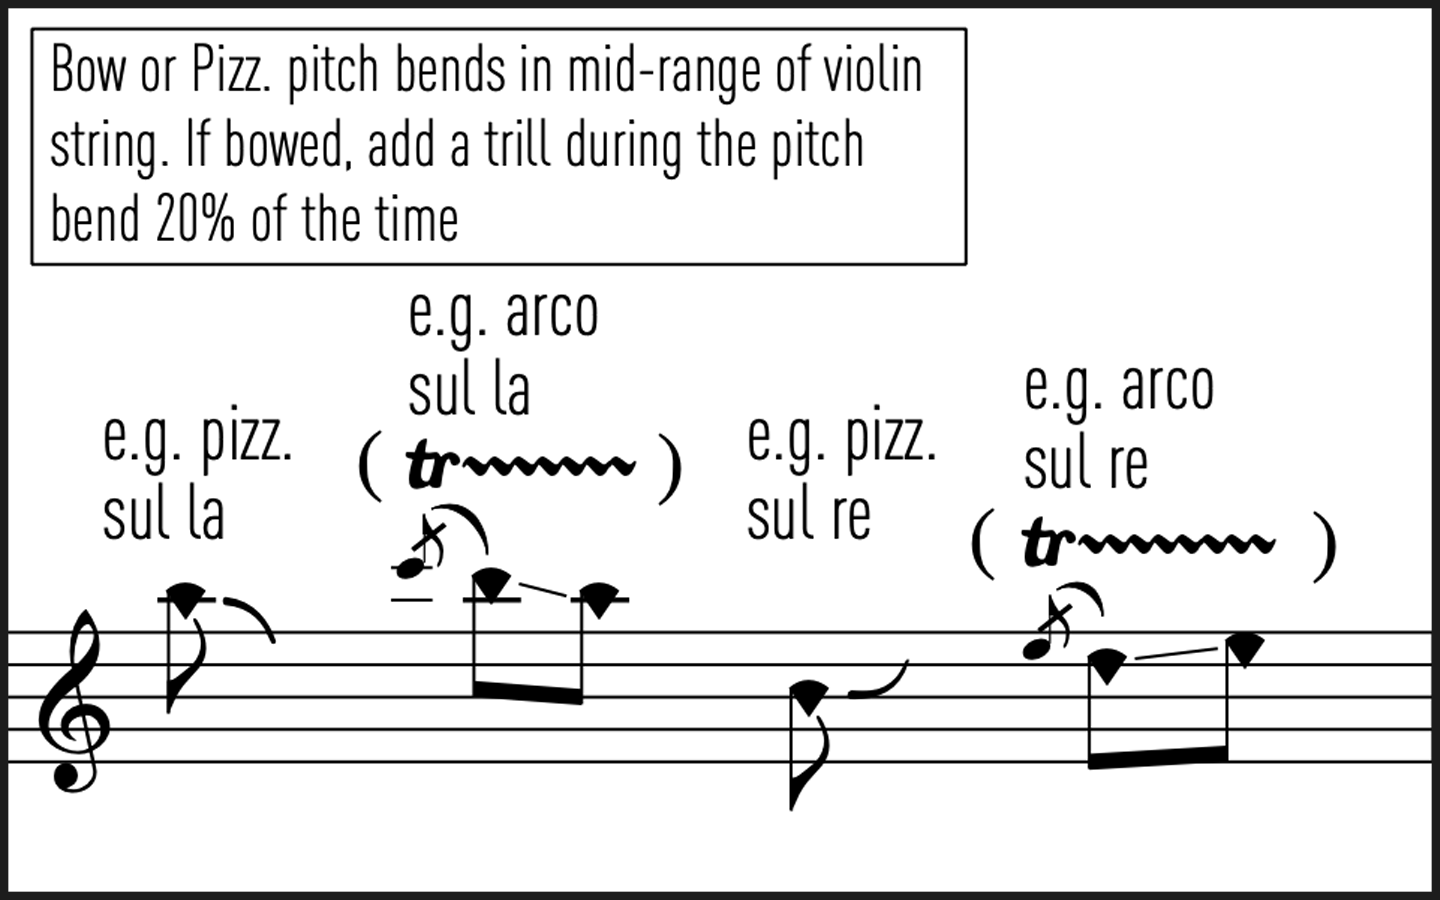 Bow or Pizz. pitch bends in mid-range of violin
string. If bowed, add a trill during the pitch
bend 20% of the time
e.g. pizz.
sul la
e.g. arco
sul la
(tr)
e.g. pizz.
sul re
e.g. arco
sul re
(tr)